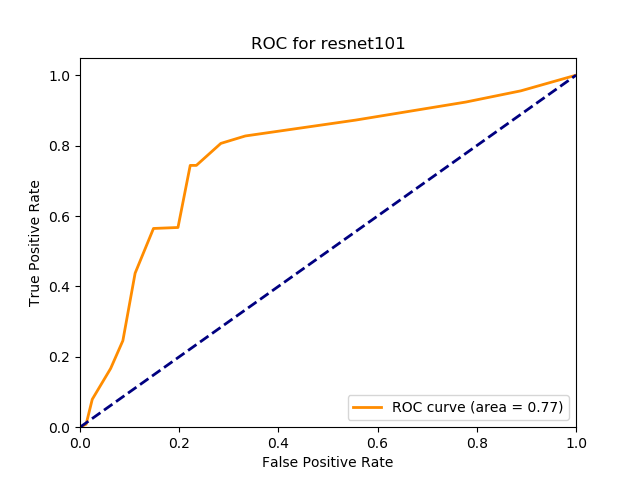 ROC for resnet101
True Positive Rate
1.0
0.8
0.6
0.4
0.2
0.0
ROC curve (area = 0.77)
0.0 0.2 0.4 0.6 0.8 1.0
False Positive Rate